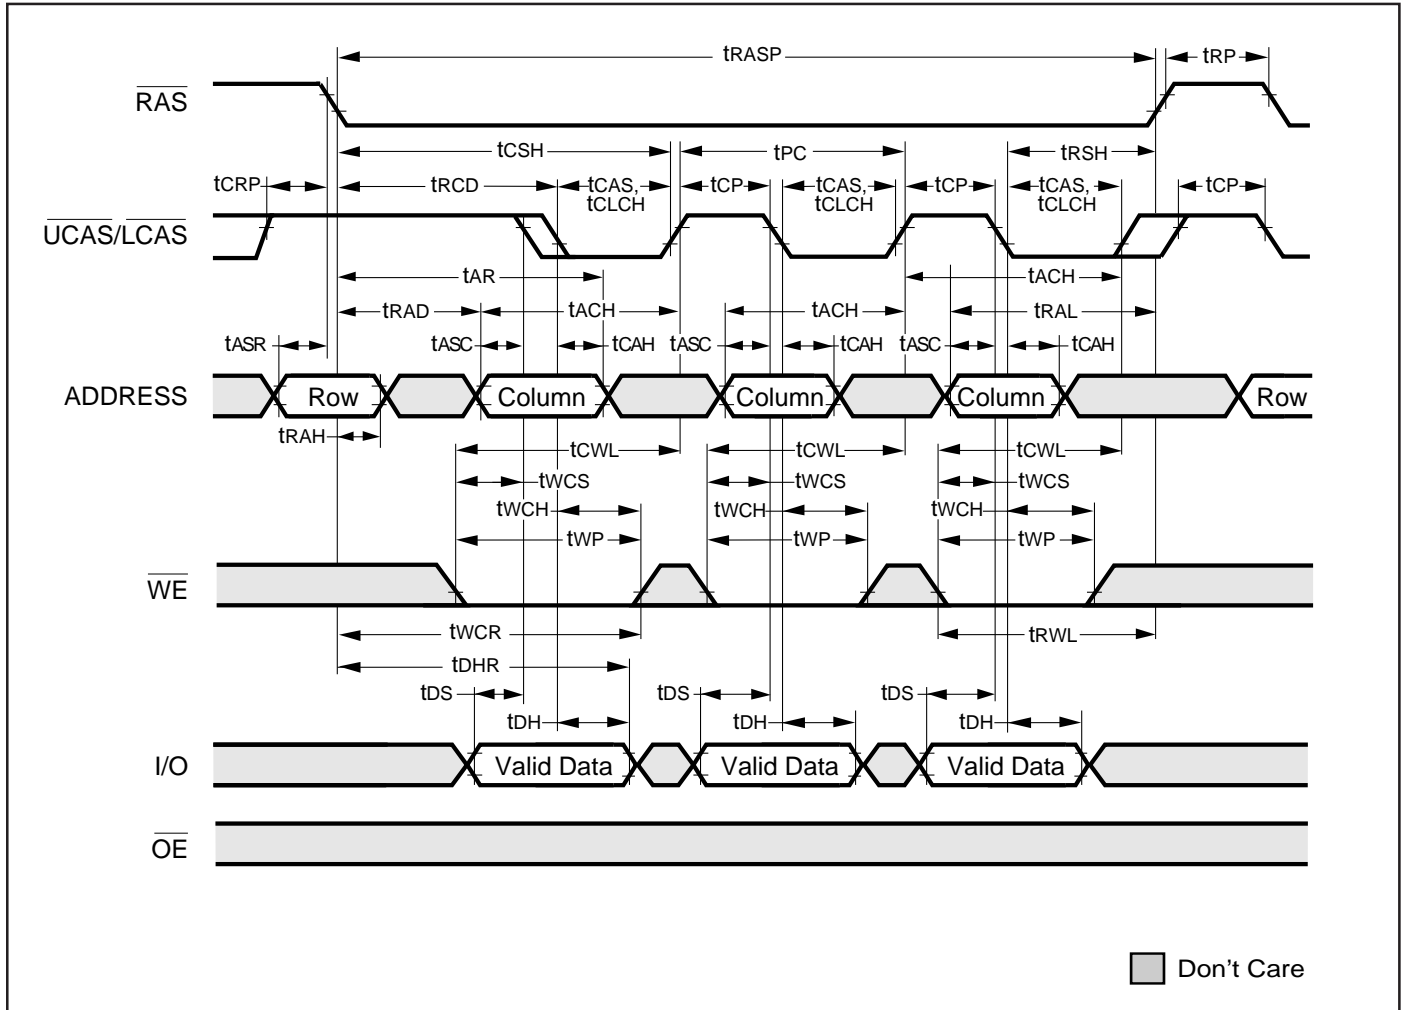 tRASP tRP
RAS
tCSH tPC tRSH
tCRP tRCD tCAS, tCLCH tCP tCAS, tCLCH tCP tCAS, tCLCH tCP
UCAS/LCAS
tAR tACH
tRAD tACH tACH tRAL
tASR tASC tCAH tASC tCAH tASC tCAH
ADDRESS Row Column Column Column Row
tRAH
tCWL tCWL tCWL
tWCS tWCS tWCS
tWCH tWCH tWCH
tWP tWP tWP
WE
tWCR tRWL
tDHR
tDS tDS tDS
tDH tDH tDH
I/O Valid Data Valid Data Valid Data
OE
Don't Care